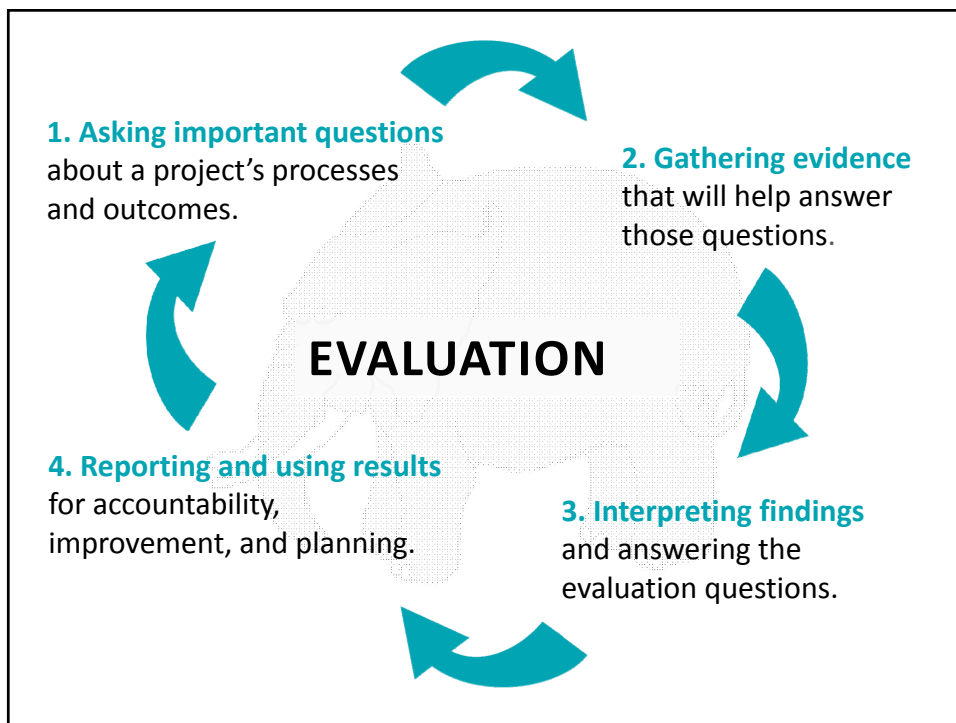 1. Asking important questions
about a project’s processes
and outcomes.
2. Gathering evidence
that will help answer
those questions.
EVALUATION
3. Interpreting findings
and answering the
evaluation questions.
4. Reporting and using results
for accountability,
improvement, and planning.